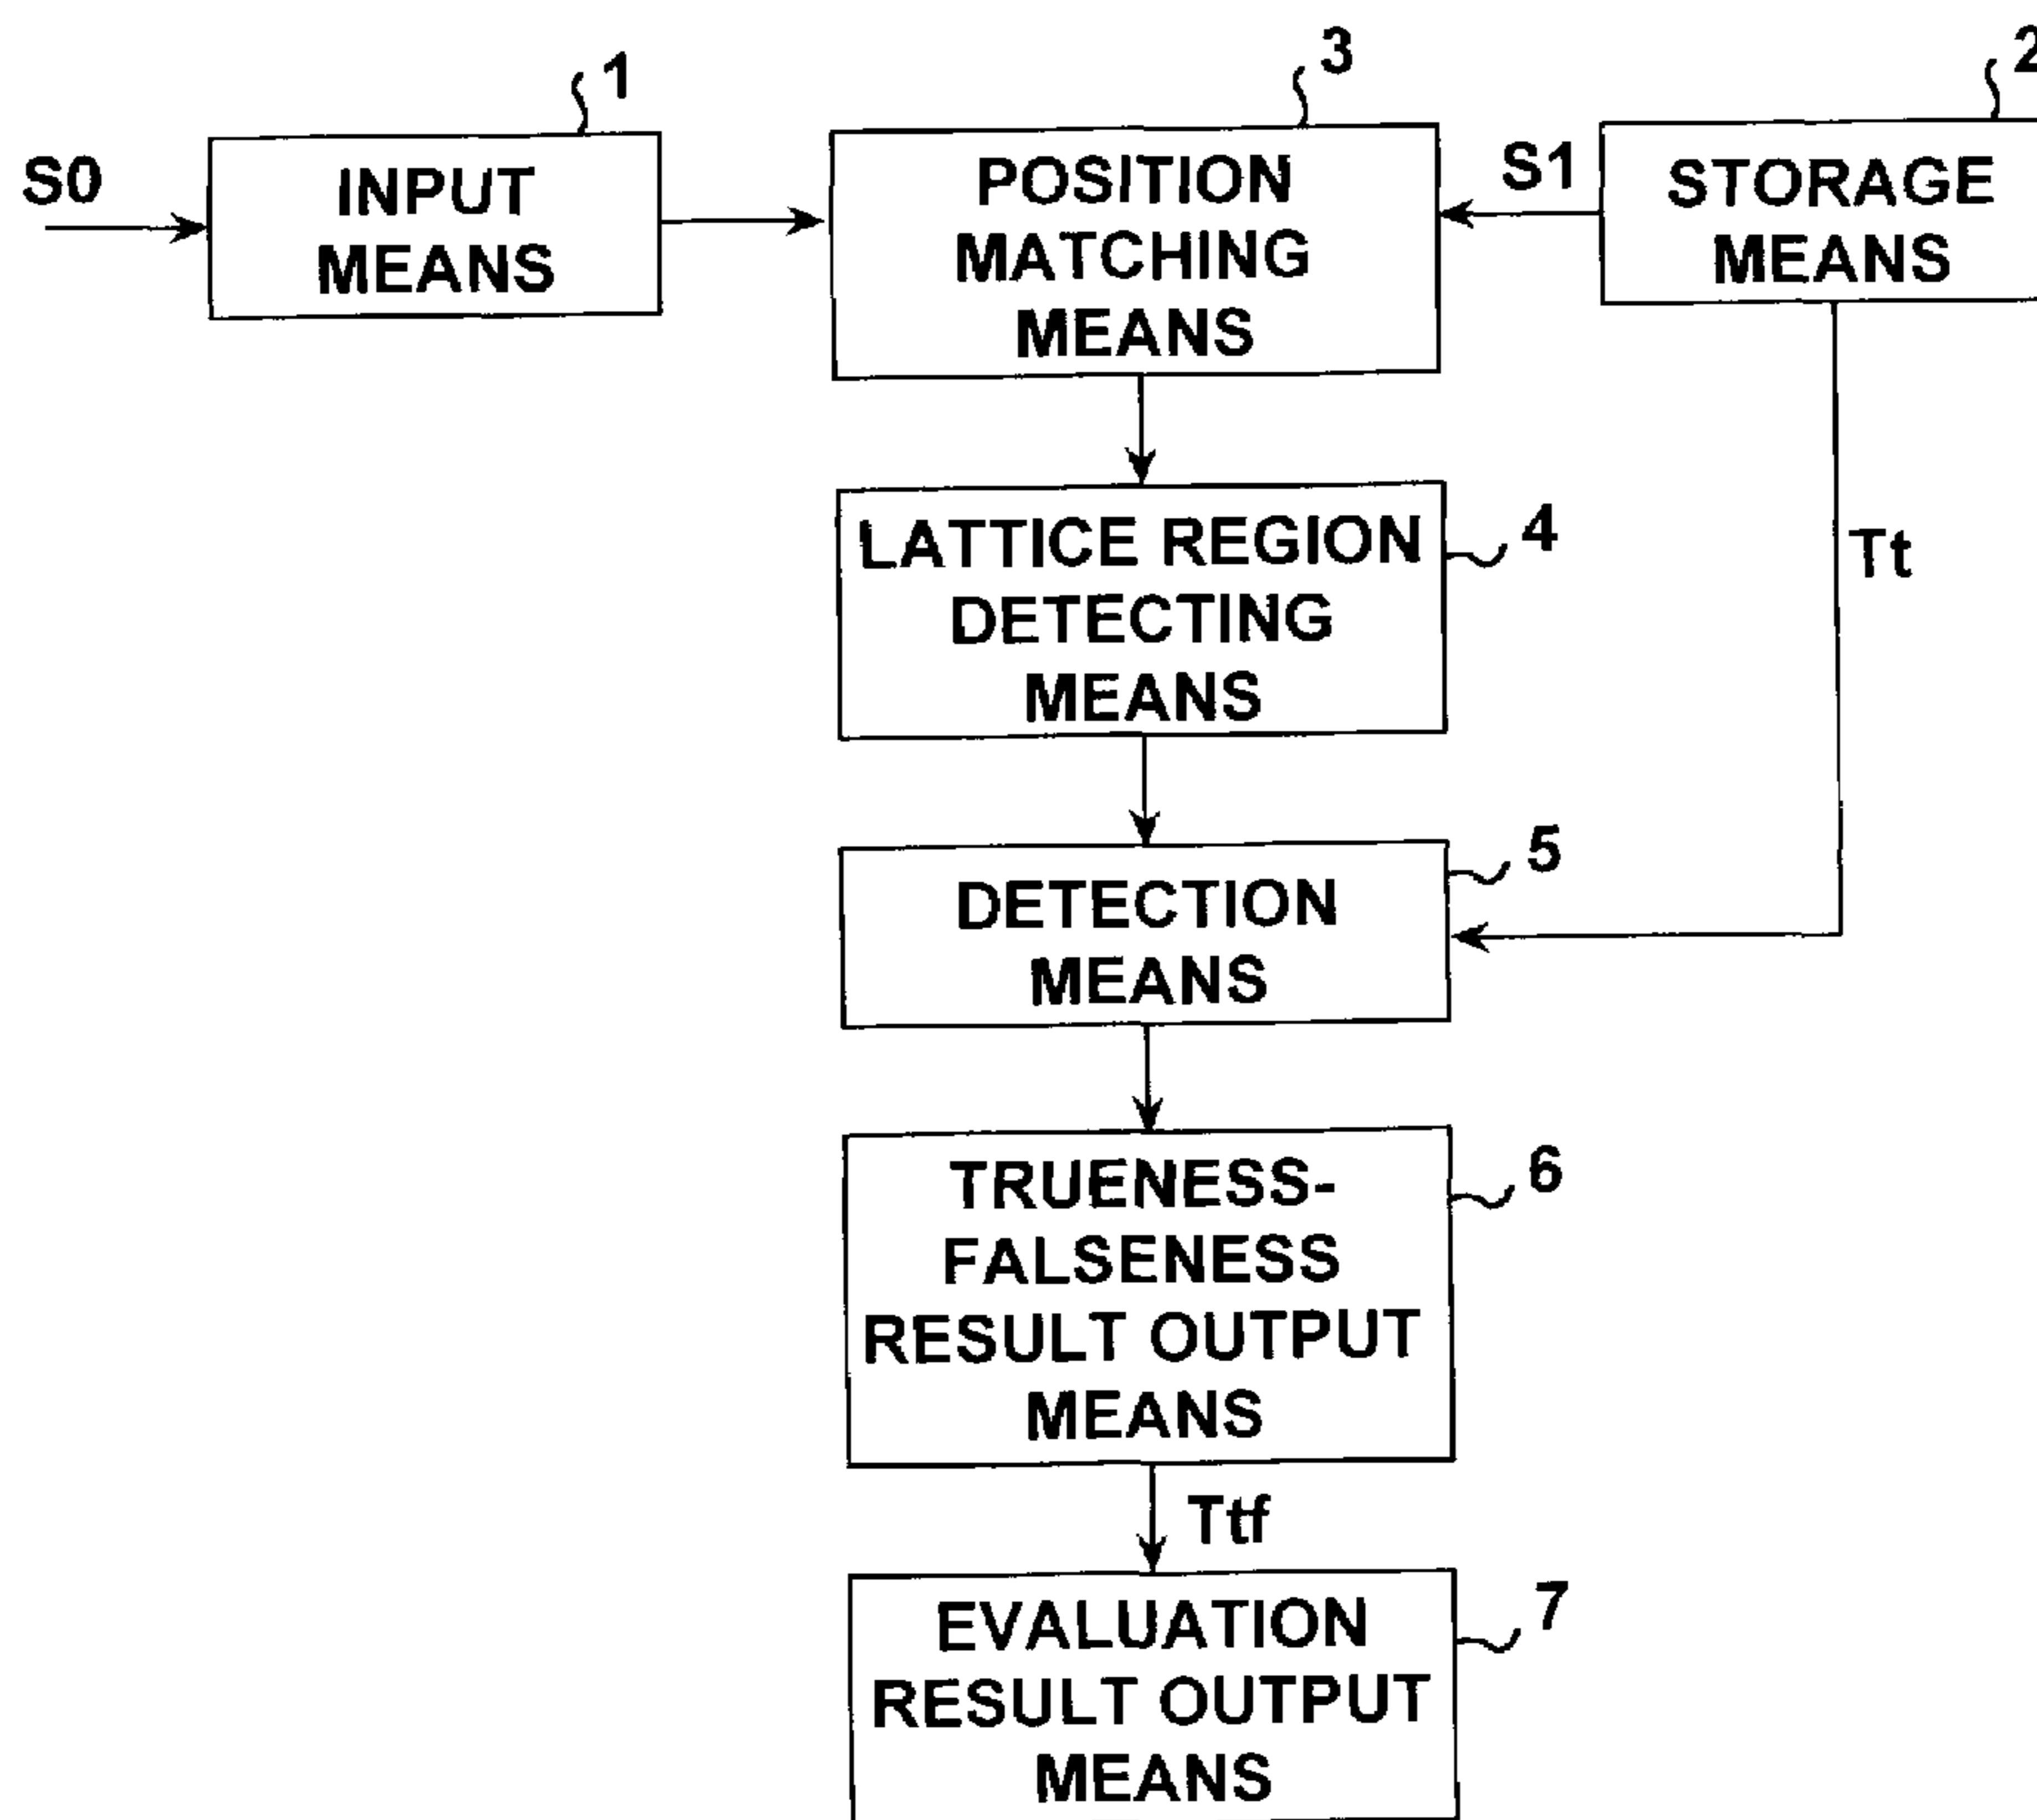 1
3
2
S0
INPUT
MEANS
POSITION
MATCHING
MEANS
S1
STORAGE
MEANS
LATTICE REGION
DETECTING
MEANS
4
Tt
DETECTION
MEANS
5
TRUENESS-
FALSENESS
RESULT OUTPUT
MEANS
6
Ttf
EVALUATION
RESULT OUTPUT
MEANS
7